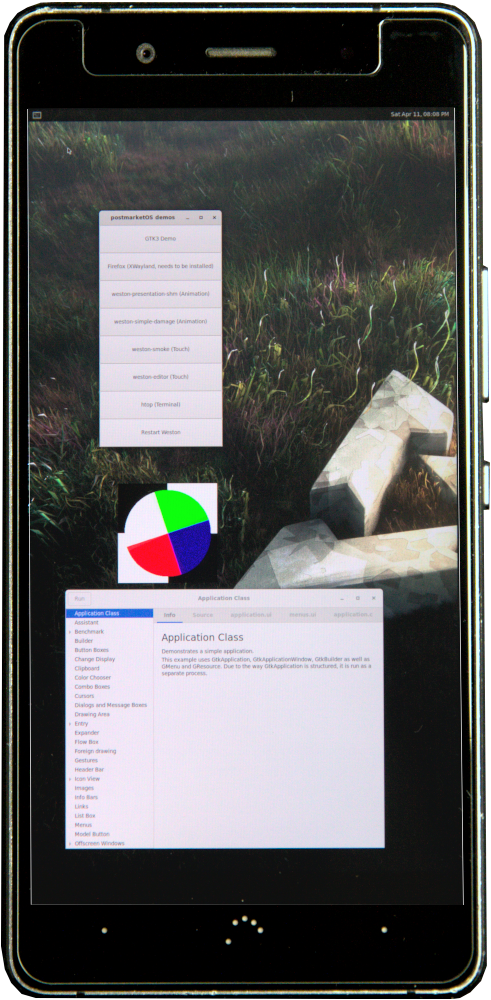 Sat Apr 11, 08:08 PM
postmarketOS demos
GTK3 Demo
Firefox (XWayland, needs to be installed)
weston-presentation-shm (Animation)
weston-simple-damage (Animation)
weston-smoke (Touch)
weston-editor (Touch)
htop (Terminal)
Restart Weston
Run
Application Class
Application Class
Assistant
Benchmark
Builder
Button Boxes
Change Display
Clipboard
Color Chooser
Combo Boxes
Cursors
Dialogs and Message Boxes
Drawing Area
Entry
Expander
Flow Box
Foreign drawing
Gestures
Header Bar
Icon View
Images
Info Bars
Links
List Box
Menus
Model Button
Offscreen Windows
Info
Source
application.ui
menus.ui
application.c
Application Class
Demonstrates a simple application.
This example uses GtkApplication, GtkApplicationWindow, GtkBuilder as well as
GMenu and GResource. Due to the way GtkApplication is structured, it is run as a
separate process.